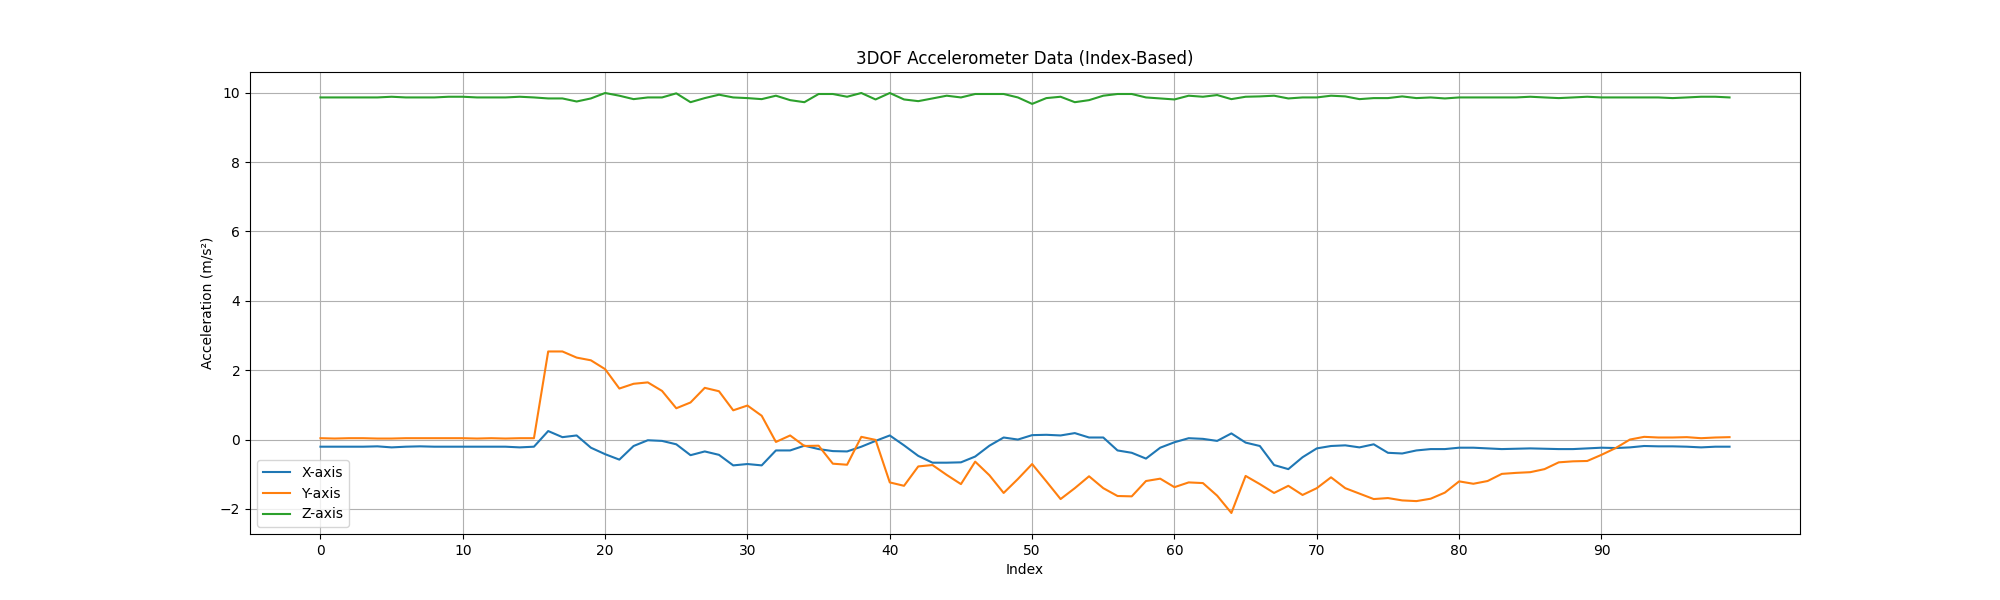 3DOF Accelerometer Data (Index-Based)
10
8
6
4
2
0
−2
Acceleration (m/s²)
X-axis
Y-axis
Z-axis
0 10 20 30 40 50 60 70 80 90
Index